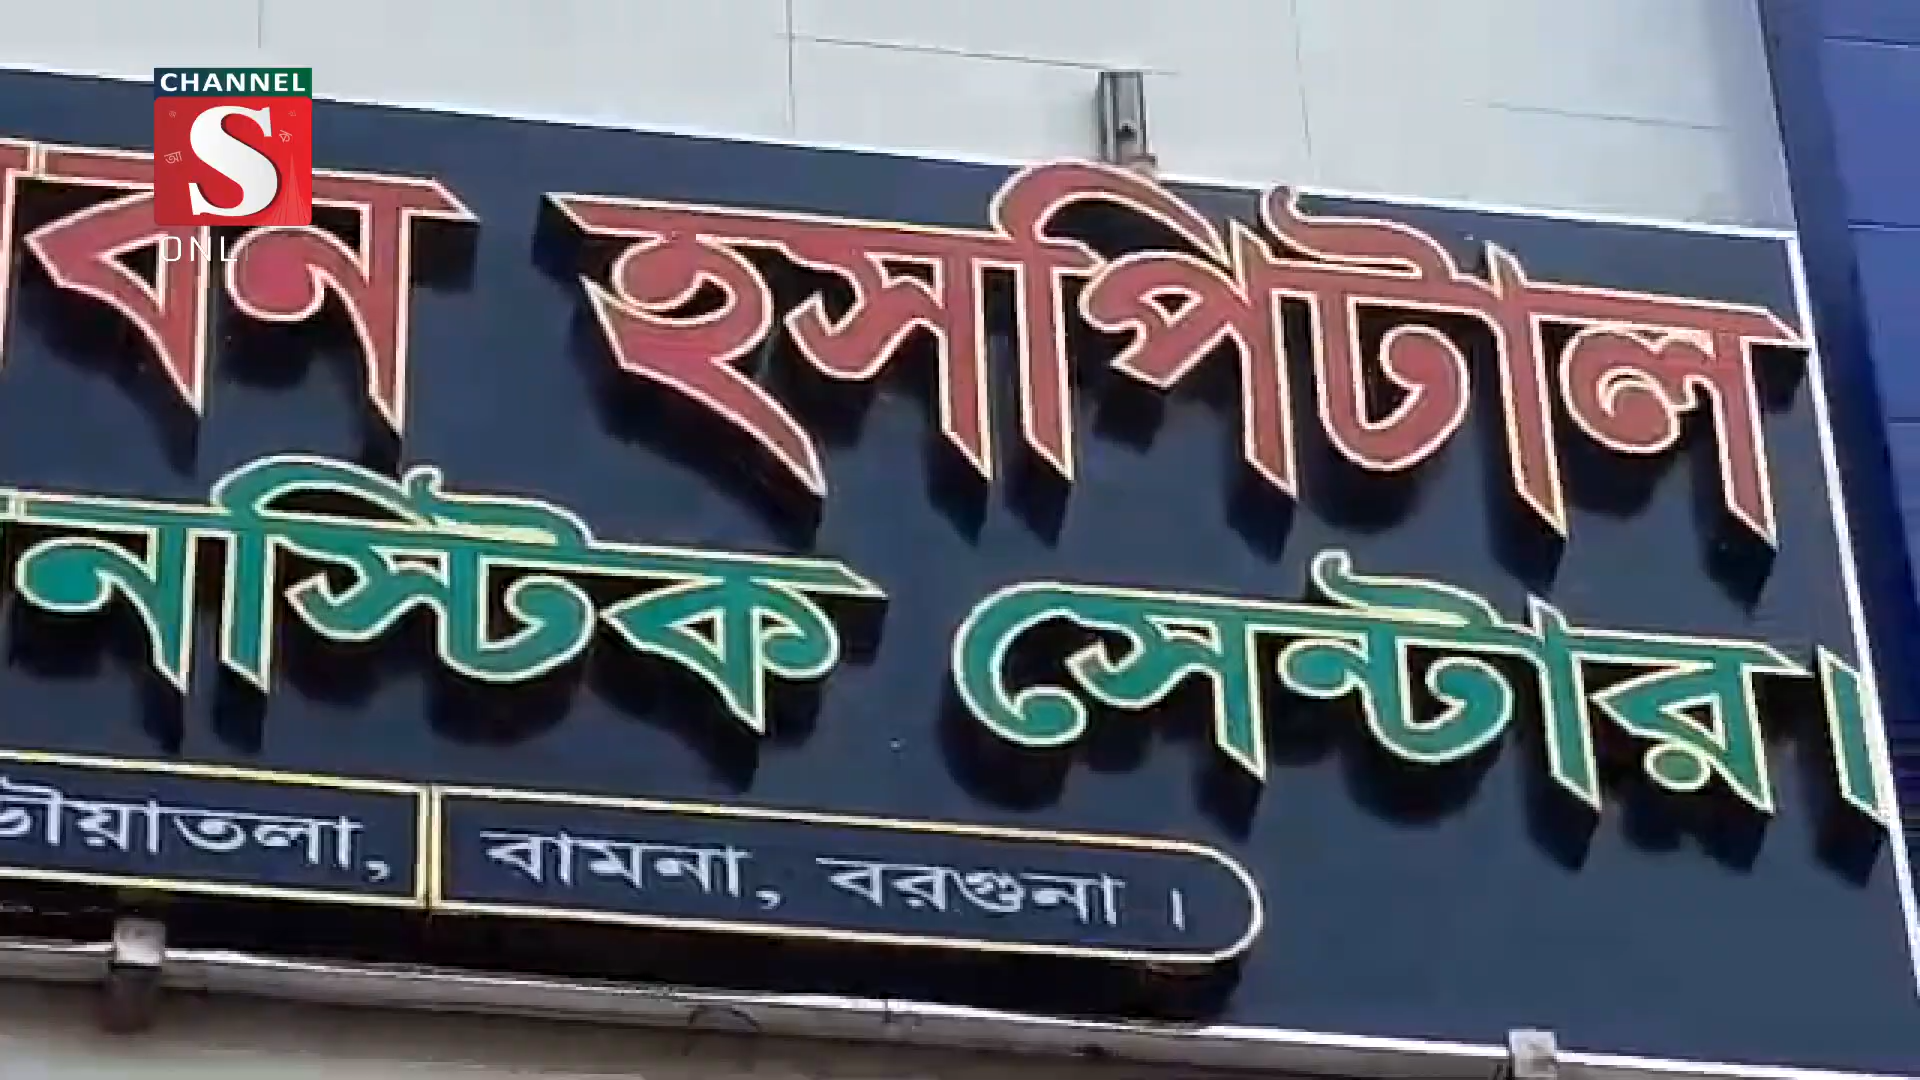 CHANNEL
S
ONL
বন হসপিটাল
নস্টিক সেন্টার।
ভীয়াতলা, বামনা, বরগুনা।